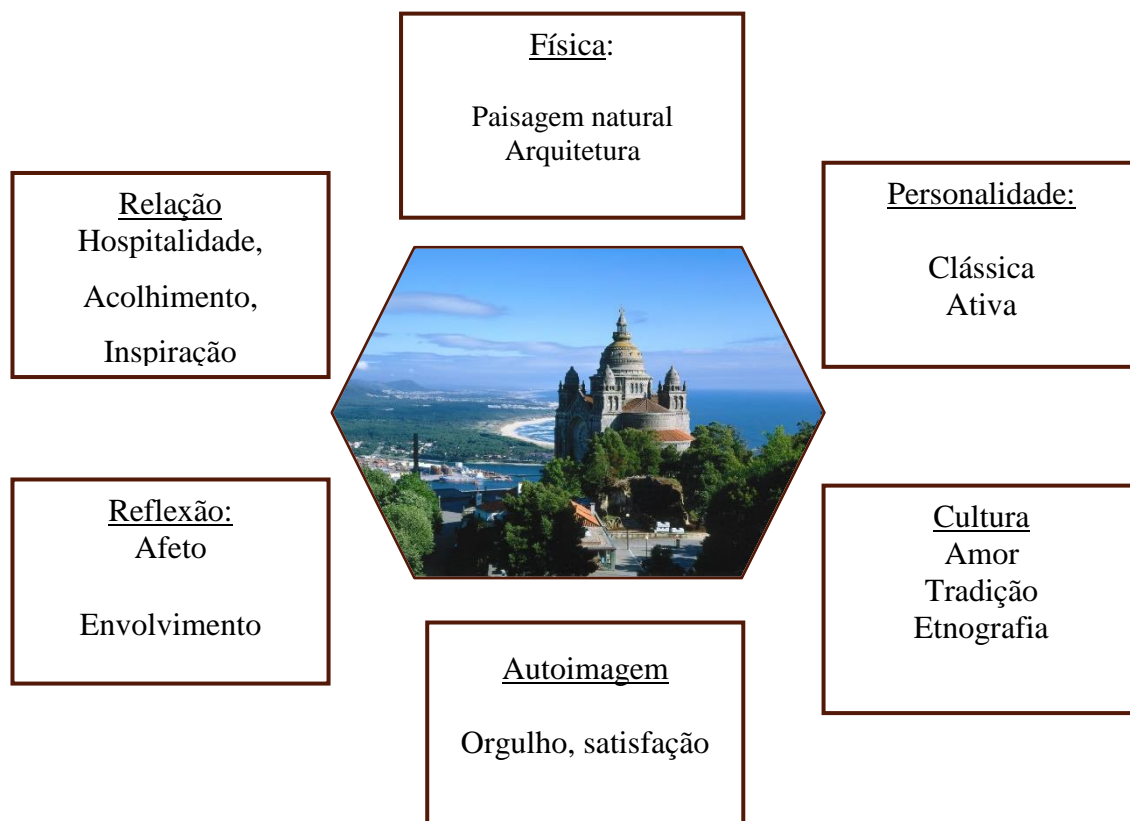 Física:
Paisagem natural
Arquitetura
Relação
Hospitalidade,
Acolhimento,
Inspiração
Personalidade:
Clássica
Ativa
Reflexão:
Afeto
Envolvimento
Cultura
Amor
Tradição
Etnografia
Autoimagem
Orgulho, satisfação